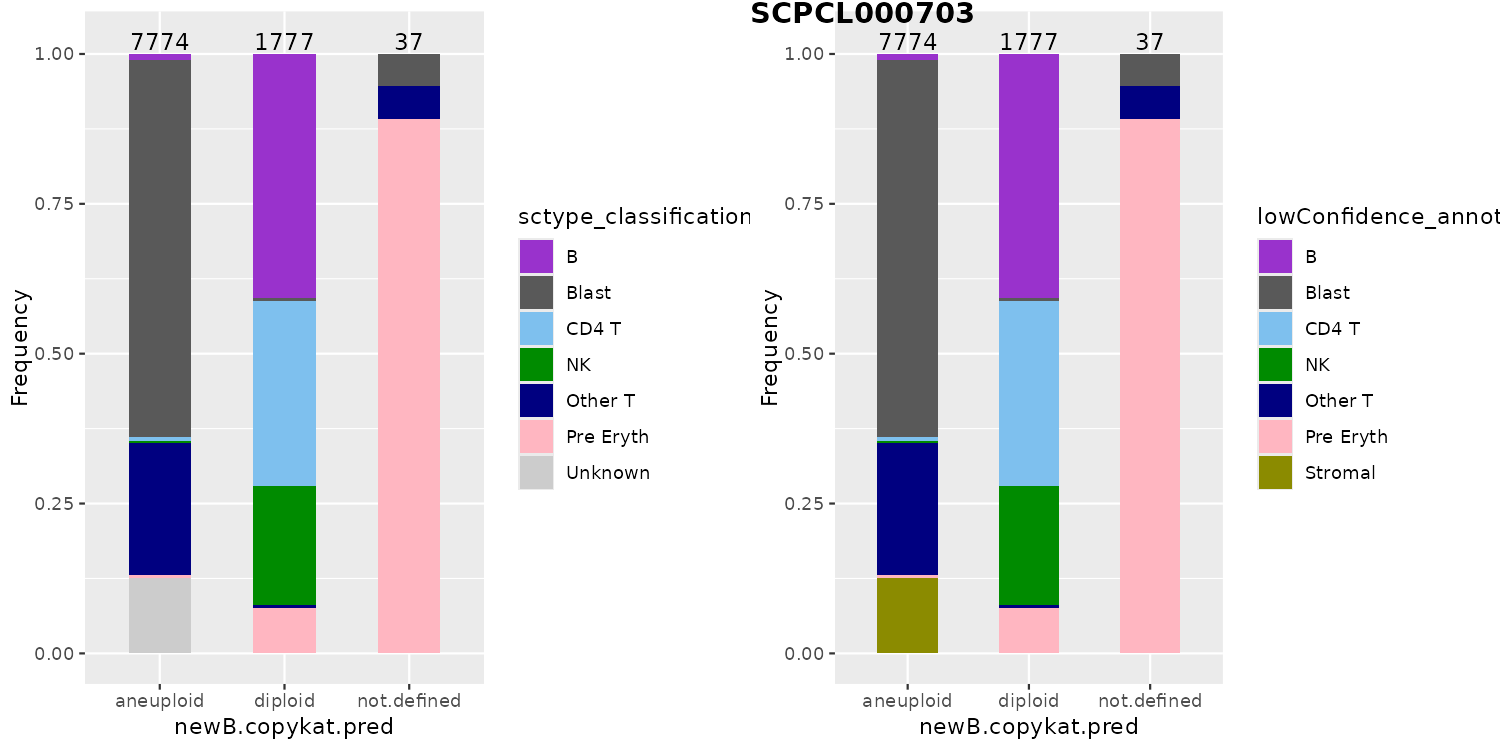 SCPCL000703
7774 1777 37
1.00
0.75
0.50
0.25
0.00
Frequency
aneuploid diploid not.defined
newB.copykat.pred
sctype_classification
B
Blast
CD4 T
NK
Other T
Pre Eryth
Unknown
7774 1777 37
1.00
0.75
0.50
0.25
0.00
Frequency
aneuploid diploid not.defined
newB.copykat.pred
lowConfidence_annot
B
Blast
CD4 T
NK
Other T
Pre Eryth
Stromal